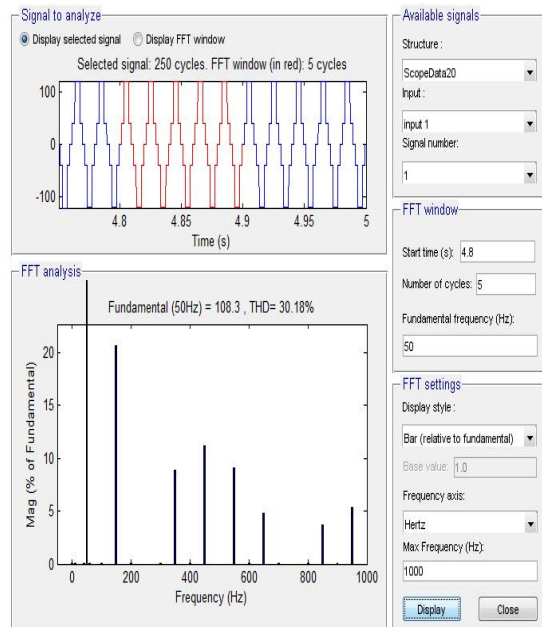 Signal to analyze
Display selected signal Display FFT window
Selected signal: 250 cycles. FFT window (in red): 5 cycles
100
0
-100
4.8 4.85 4.9 4.95 5
Time (s)
FFT analysis
Fundamental (50Hz) = 108.3 , THD= 30.18%
20
15
10
5
0
Mag (% of Fundamental)
0 200 400 600 800 1000
Frequency (Hz)
Available signals
Structure :
ScopeData20
Input :
input 1
Signal number:
1
FFT window
Start time (s): 4.8
Number of cycles: 5
Fundamental frequency (Hz):
50
FFT settings
Display style :
Bar (relative to fundamental)
Base value: 1.0
Frequency axis:
Hertz
Max Frequency (Hz):
1000
Display Close